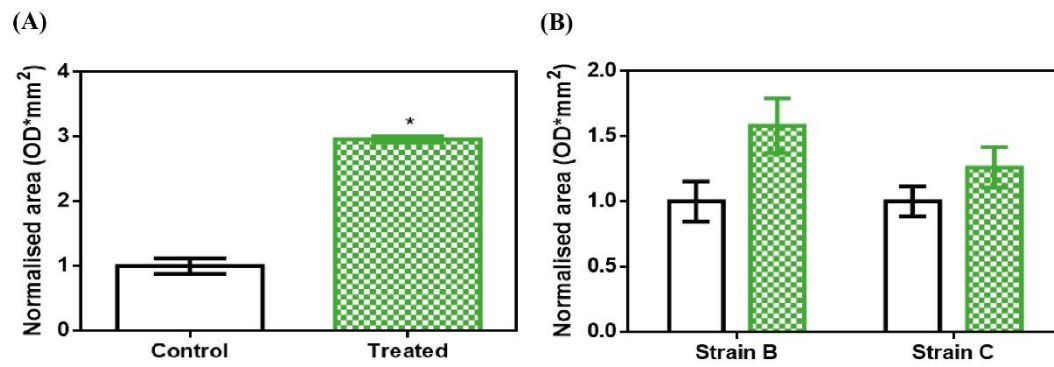 (A)
Normalised area (OD*mm²)
4
3
2
1
0
*
Control
Treated
(B)
Normalised area (OD*mm²)
2.0
1.5
1.0
0.5
0.0
Strain B
Strain C